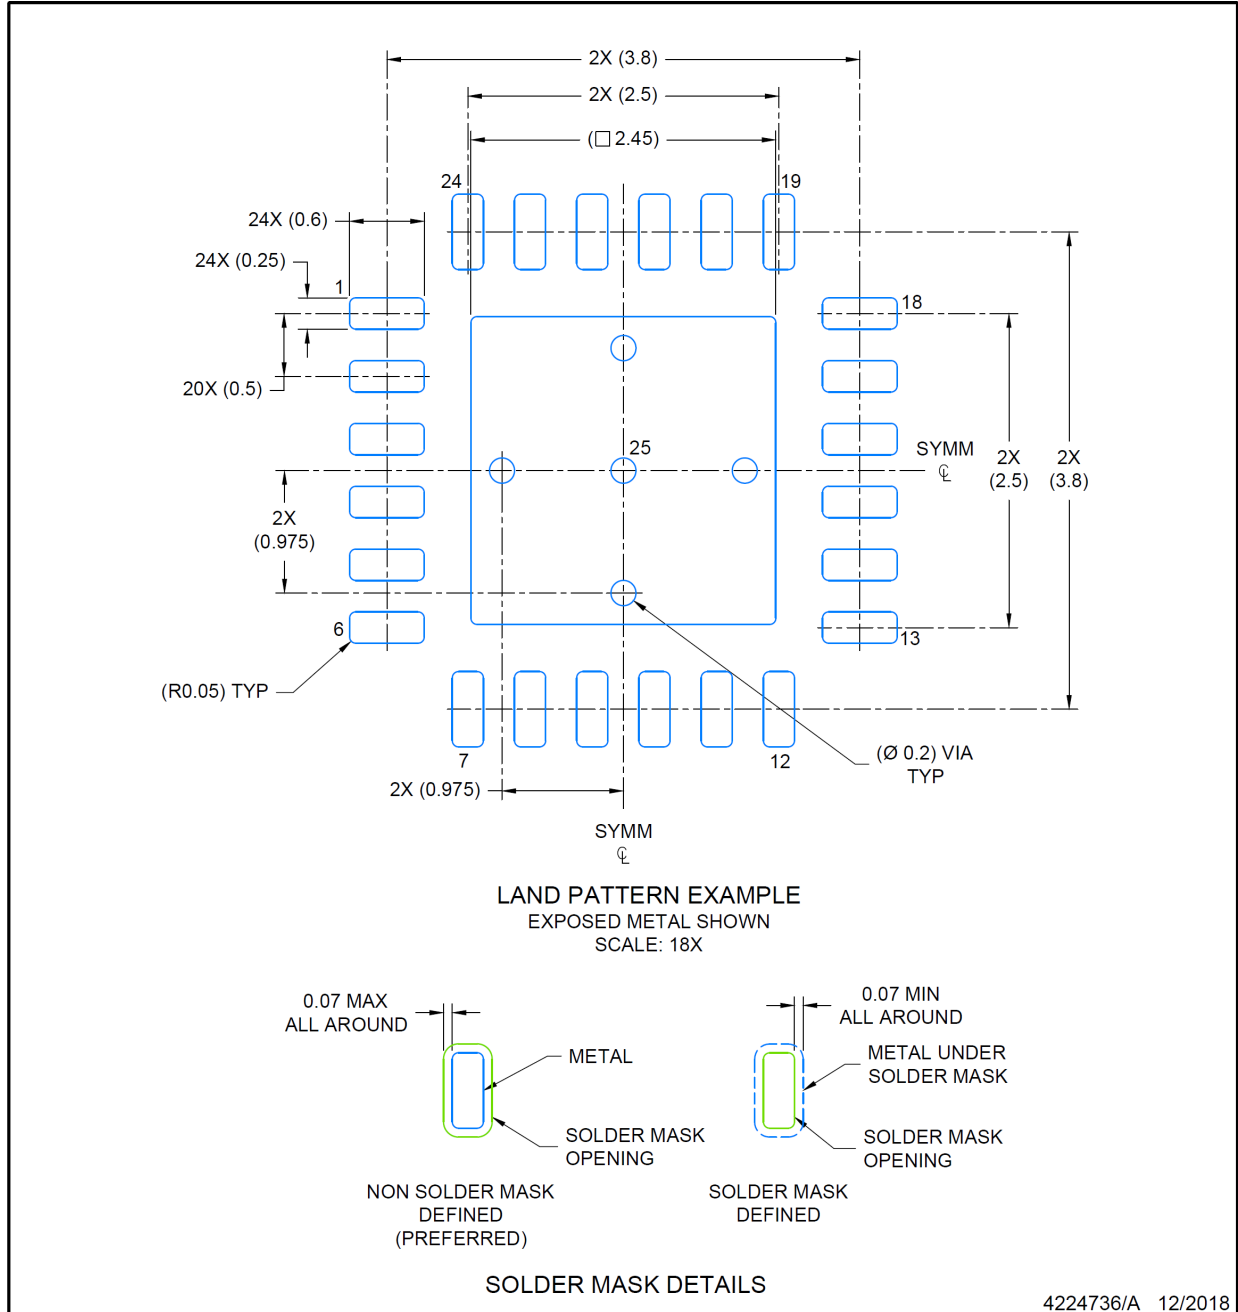 2X (3.8)
2X (2.5)
(□ 2.45)
24
19
24X (0.6)
24X (0.25)
1
18
20X (0.5)
25
SYMM
℄
2X
(2.5)
2X
(3.8)
2X
(0.975)
6
13
(R0.05) TYP
7
12
(Ø 0.2) VIA
TYP
2X (0.975)
SYMM
℄
LAND PATTERN EXAMPLE
EXPOSED METAL SHOWN
SCALE: 18X
0.07 MAX
ALL AROUND
METAL
SOLDER MASK
OPENING
NON SOLDER MASK
DEFINED
(PREFERRED)
0.07 MIN
ALL AROUND
METAL UNDER
SOLDER MASK
SOLDER MASK
OPENING
SOLDER MASK
DEFINED
SOLDER MASK DETAILS
4224736/A 12/2018